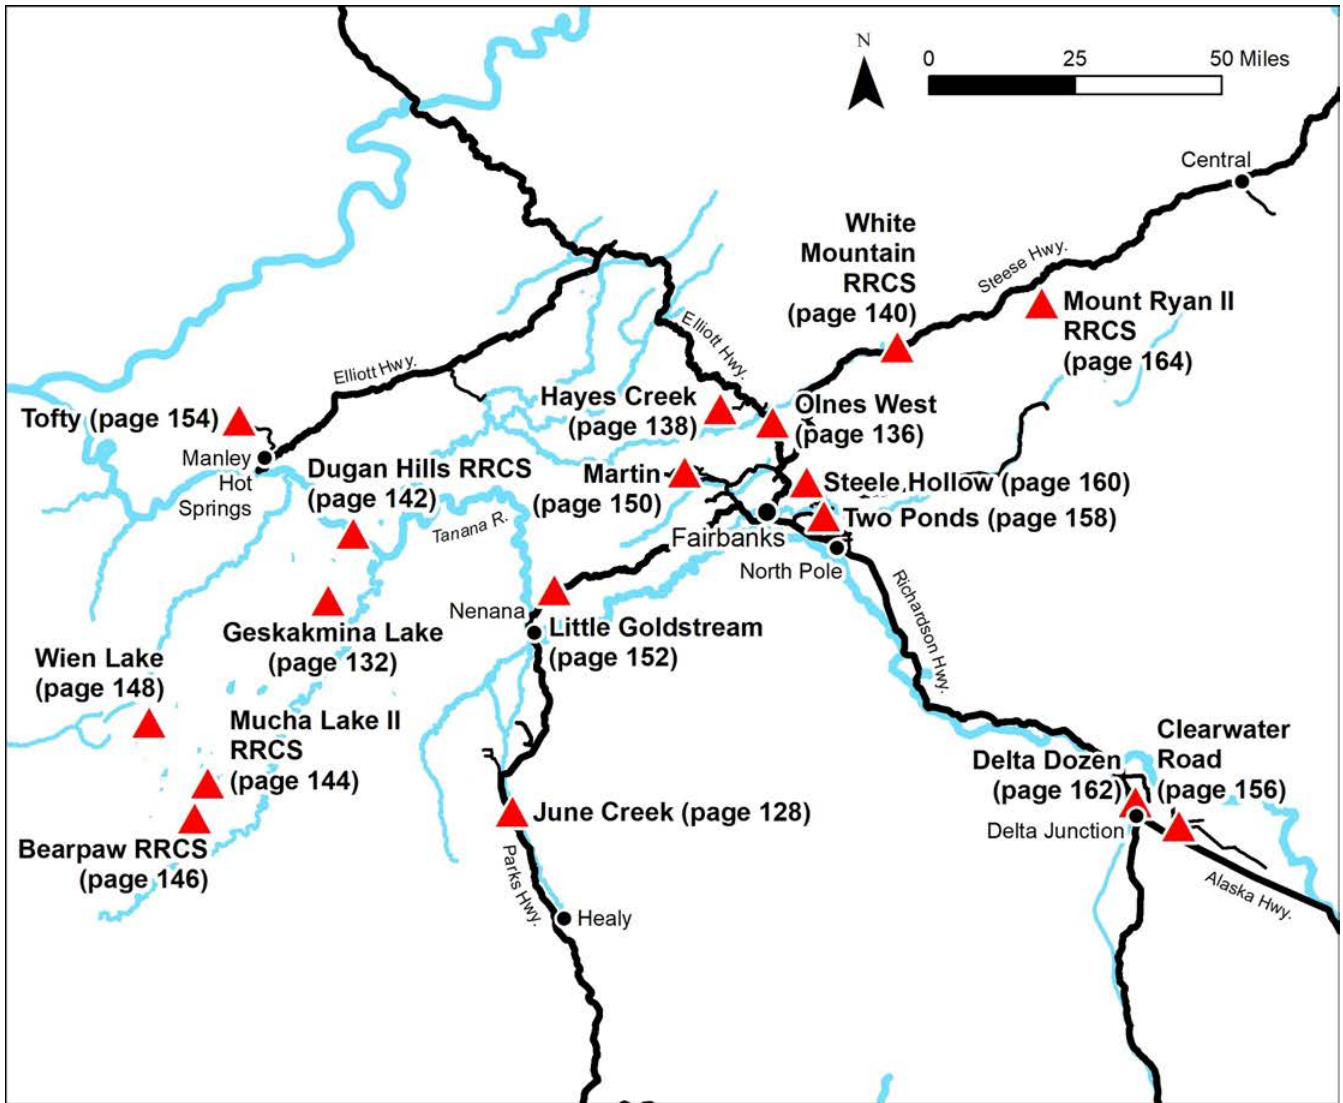 N
0 25 50 Miles
Central
White
Mountain
RRCS
(page 140)
Steese Hwy.
Mount Ryan II
RRCS
(page 164)
Elliott Hwy.
Elliott Hwy.
Hayes Creek
(page 138)
Olnes West
(page 136)
Tofty (page 154)
Manley
Hot
Springs
Dugan Hills RRCS
(page 142)
Martin
(page 150)
Steele Hollow (page 160)
Two Ponds (page 158)
Tanana R.
Fairbanks
North Pole
Nenana
Little Goldstream
(page 152)
Geskakmina Lake
(page 132)
Richardson Hwy.
Wien Lake
(page 148)
Mucha Lake II
RRCS
(page 144)
Clearwater
Road
(page 156)
Delta Dozen
(page 162)
Delta Junction
June Creek (page 128)
Bearpaw RRCS
(page 146)
Parks Hwy.
Alaska Hwy.
Healy